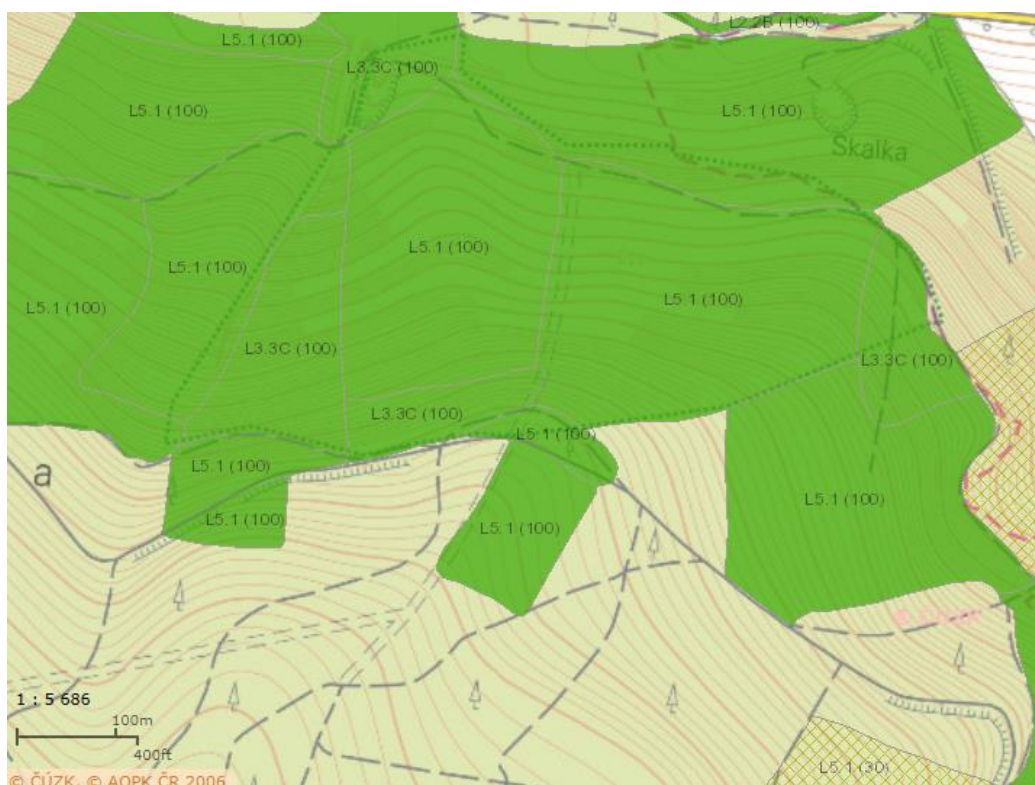 L2.2B (100)
L5.1 (100)
L3.3C (100)
L5.1 (100)
L5.1 (100)
Skalka
L5.1 (100)
L5.1 (100)
L5.1 (100)
L5.1 (100)
L3.3C (100)
L3.3C (100)
L3.3C (100)
L5.1 (100)
L5.1 (100)
a
L5.1 (100)
L5.1 (100)
L5.1 (100)
1 : 5 686
100m
400ft
L5.1 (30)
© ČÚZK, © AOPK ČR 2006